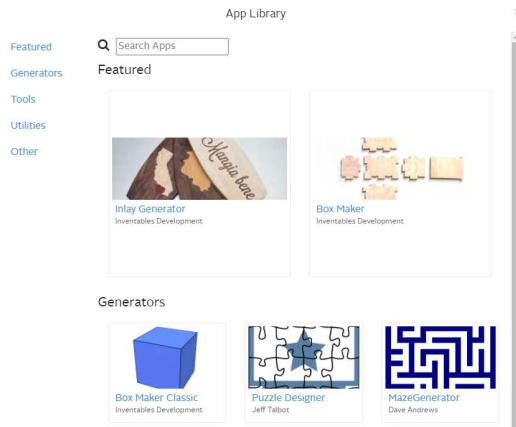 App Library
Featured
Generators
Tools
Utilities
Other
Search Apps
Featured
Mangia bene
Inlay Generator
Inventables Development
Box Maker
Inventables Development
Generators
Box Maker Classic
Inventables Development
Puzzle Designer
Jeff Talbot
MazeGenerator
Dave Andrews